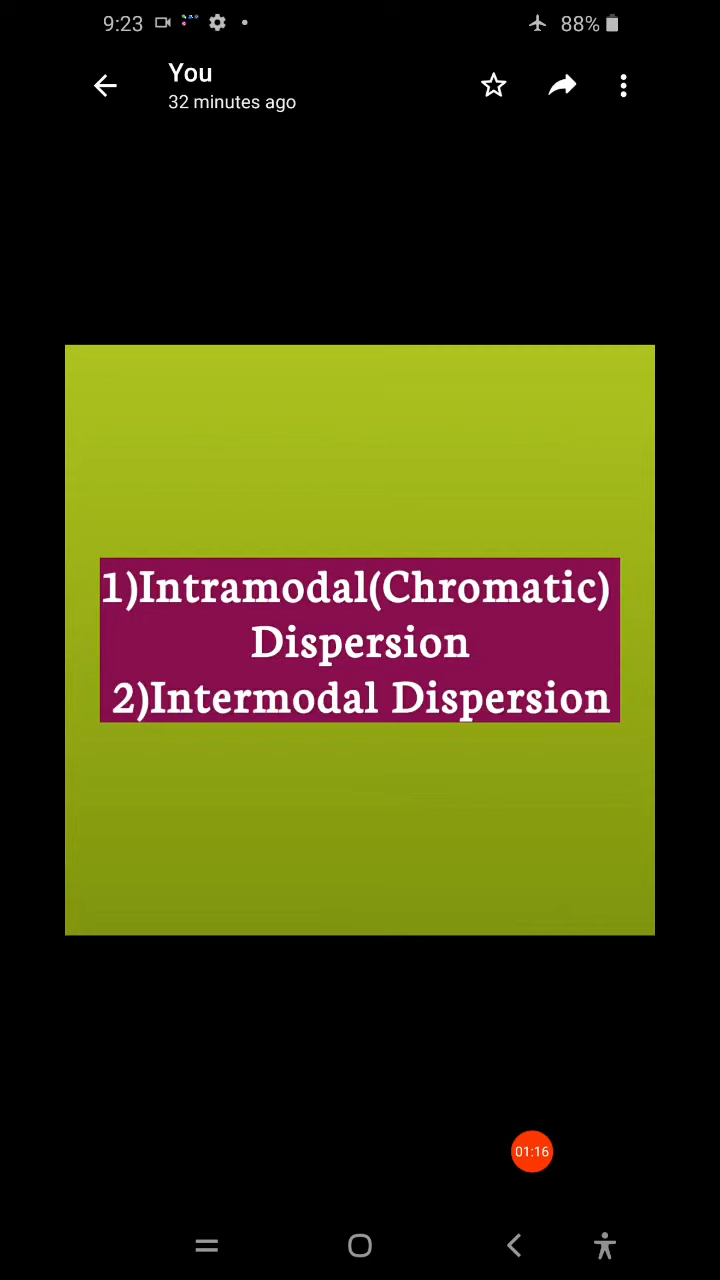 9:23 88%
You
32 minutes ago
1)Intramodal(Chromatic)
Dispersion
2)Intermodal Dispersion
01:16